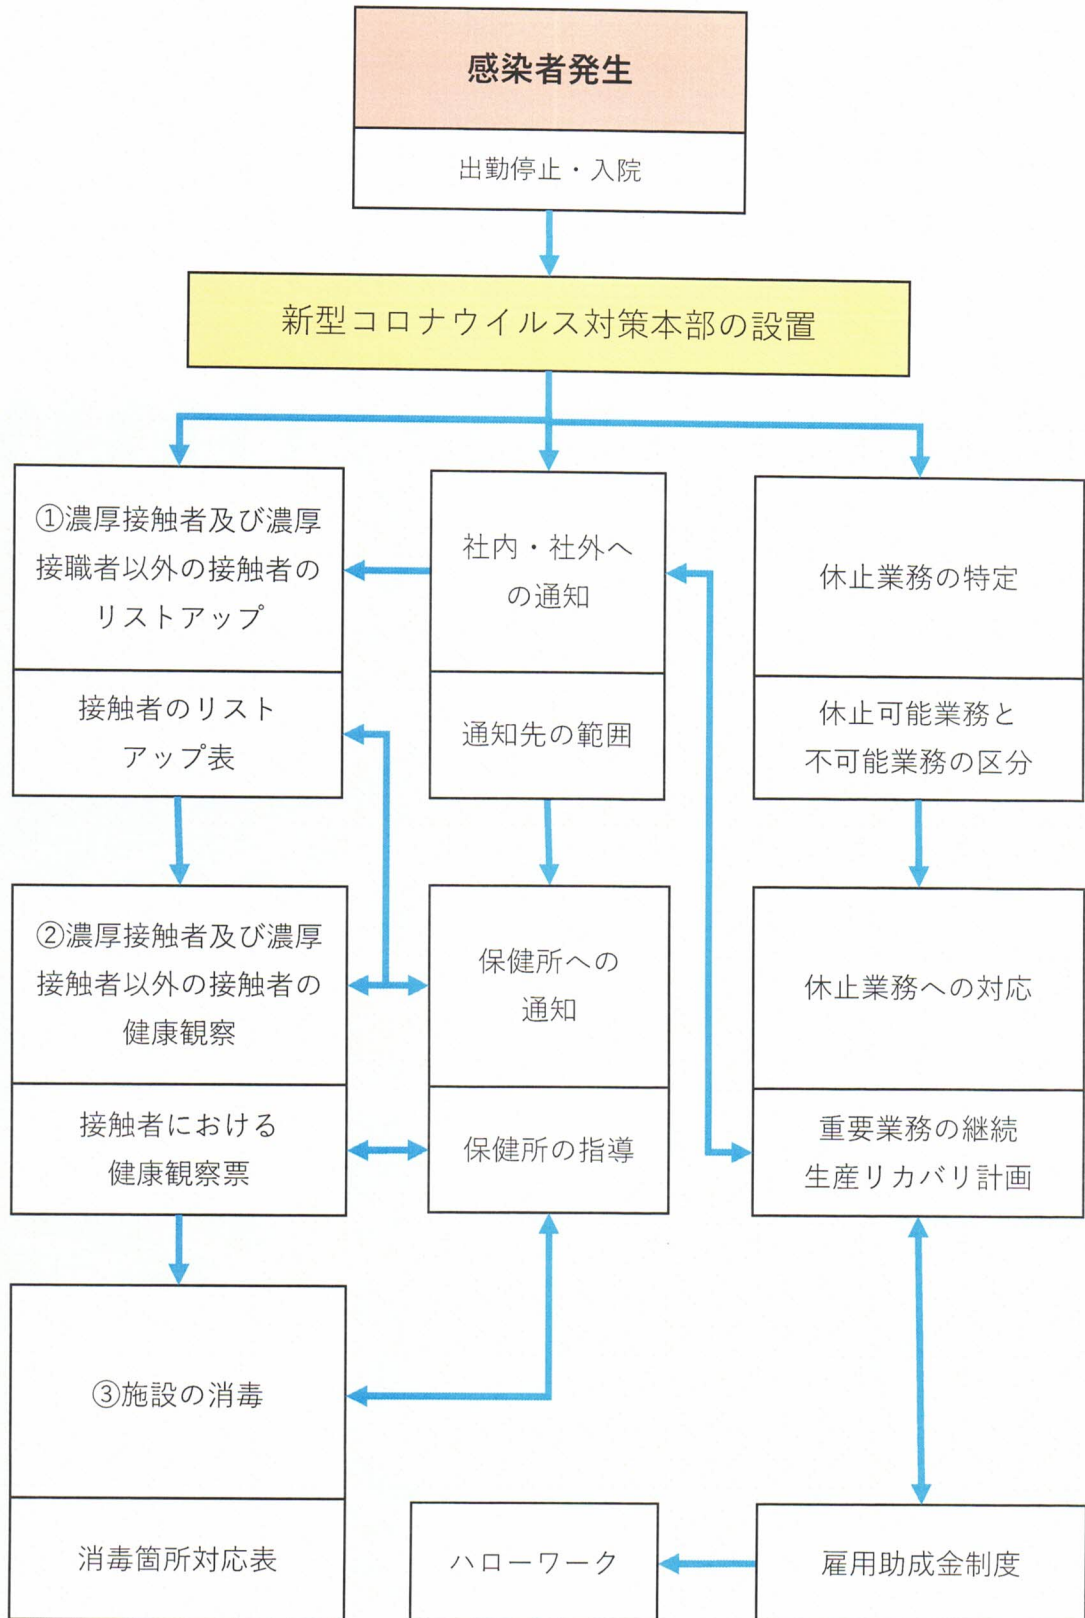 感染者発生
出勤停止・入院
新型コロナウイルス対策本部の設置
①濃厚接触者及び濃厚
接職者以外の接触者の
リストアップ
接触者のリスト
アップ表
社内・社外へ
の通知
通知先の範囲
休止業務の特定
休止可能業務と
不可能業務の区分
②濃厚接触者及び濃厚
接触者以外の接触者の
健康観察
接触者における
健康観察票
保健所への
通知
保健所の指導
休止業務への対応
重要業務の継続
生産リカバリ計画
③施設の消毒
消毒箇所対応表
ハローワーク
雇用助成金制度